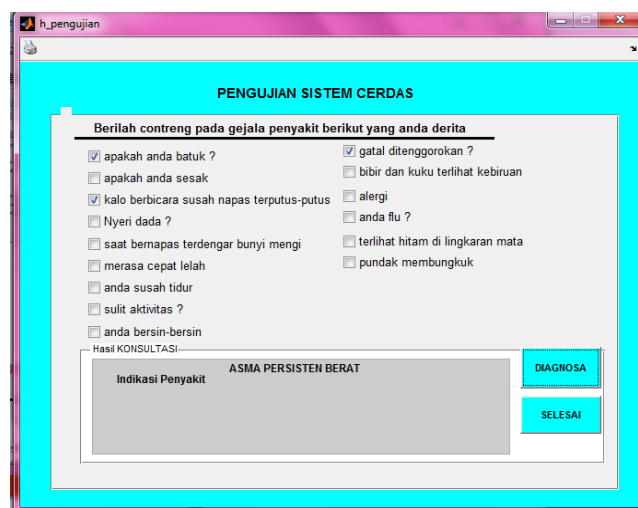 h_pengujian
PENGUJIAN SISTEM CERDAS
Berilah contreng pada gejala penyakit berikut yang anda derita
apakah anda batuk ?
apakah anda sesak
kalo berbicara susah napas terputus-putus
Nyeri dada ?
saat bernapas terdengar bunyi mengi
merasa cepat lelah
anda susah tidur
sulit aktivitas ?
anda bersin-bersin
gatal ditenggorokan ?
bibir dan kuku terlihat kebiruan
alergi
anda flu ?
terlihat hitam di lingkaran mata
pundak membungkuk
Hasil KONSULTASI
ASMA PERSISTEN BERAT
Indikasi Penyakit
DIAGNOSA
SELESAI